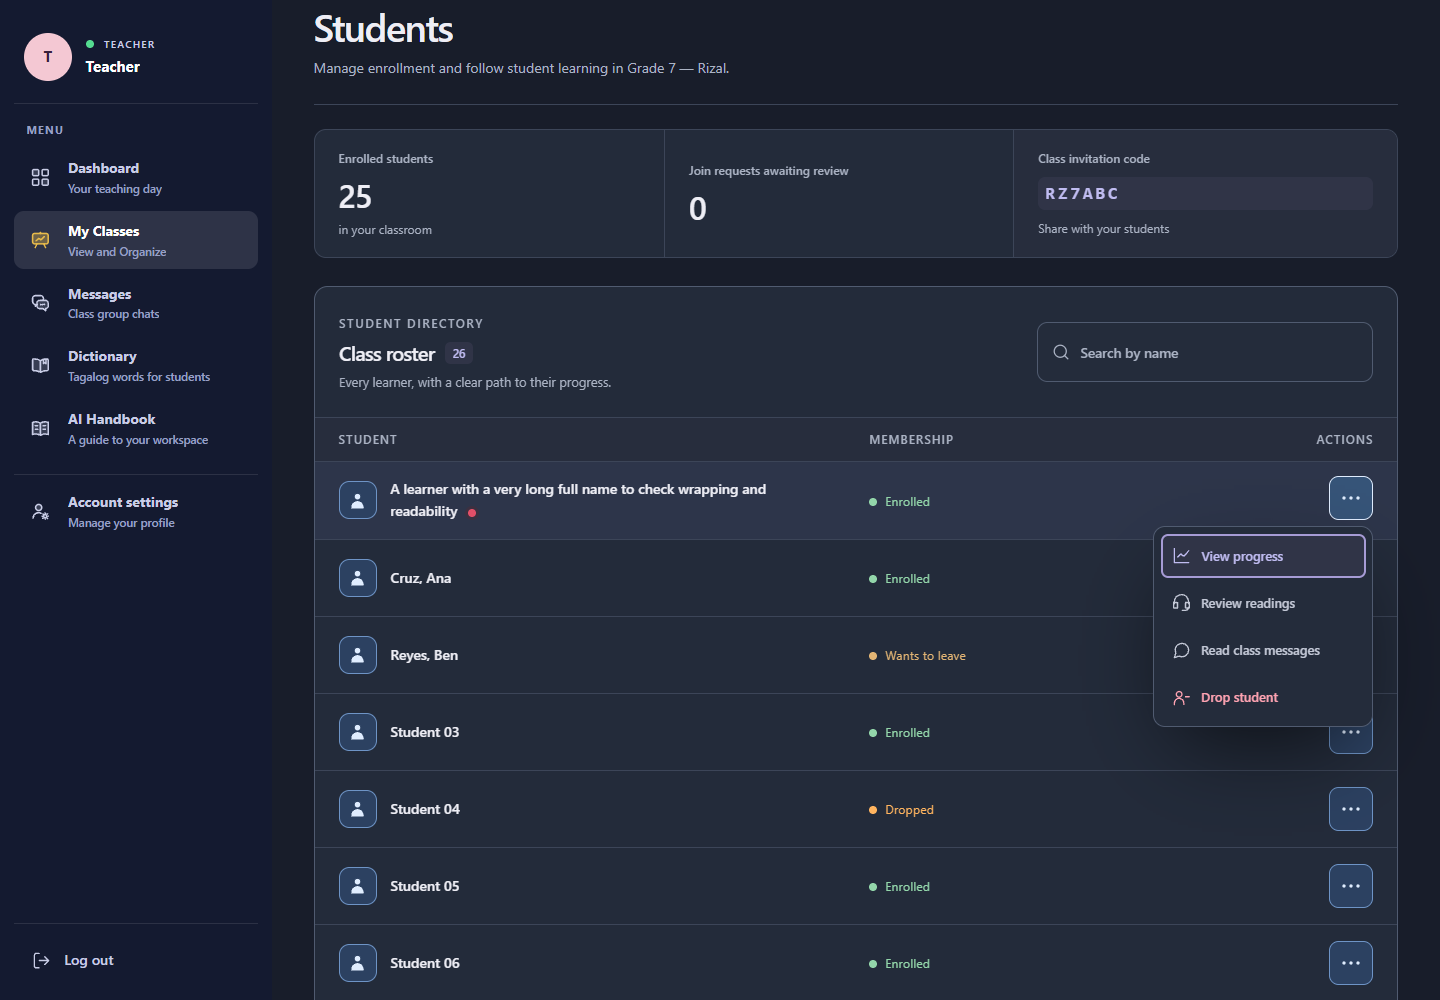 T
TEACHER
Teacher
MENU
Dashboard
Your teaching day
My Classes
View and Organize
Messages
Class group chats
Dictionary
Tagalog words for students
AI Handbook
A guide to your workspace
Account settings
Manage your profile
Log out
Students
Manage enrollment and follow student learning in Grade 7 — Rizal.
Enrolled students
25
in your classroom
Join requests awaiting review
0
Class invitation code
RZ7ABC
Share with your students
STUDENT DIRECTORY
Class roster 26
Every learner, with a clear path to their progress.
Search by name
STUDENT MEMBERSHIP ACTIONS
A learner with a very long full name to check wrapping and
readability
Enrolled
Cruz, Ana Enrolled
Reyes, Ben Wants to leave
Student 03 Enrolled
Student 04 Dropped
Student 05 Enrolled
Student 06 Enrolled
View progress
Review readings
Read class messages
Drop student